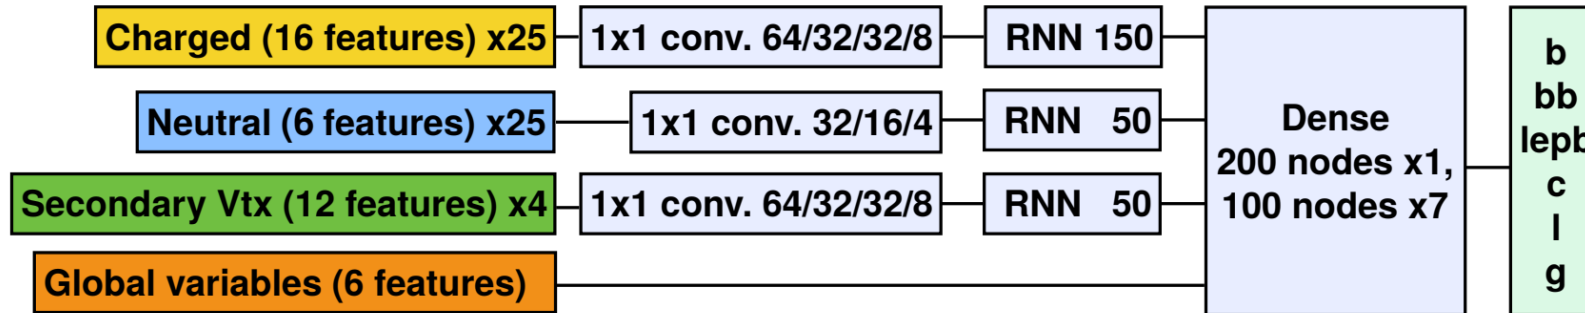 Charged (16 features) x25
1x1 conv. 64/32/32/8
RNN 150
Neutral (6 features) x25
1x1 conv. 32/16/4
RNN 50
Secondary Vtx (12 features) x4
1x1 conv. 64/32/32/8
RNN 50
Global variables (6 features)
Dense
200 nodes x1,
100 nodes x7
b
bb
lepb
c
l
g